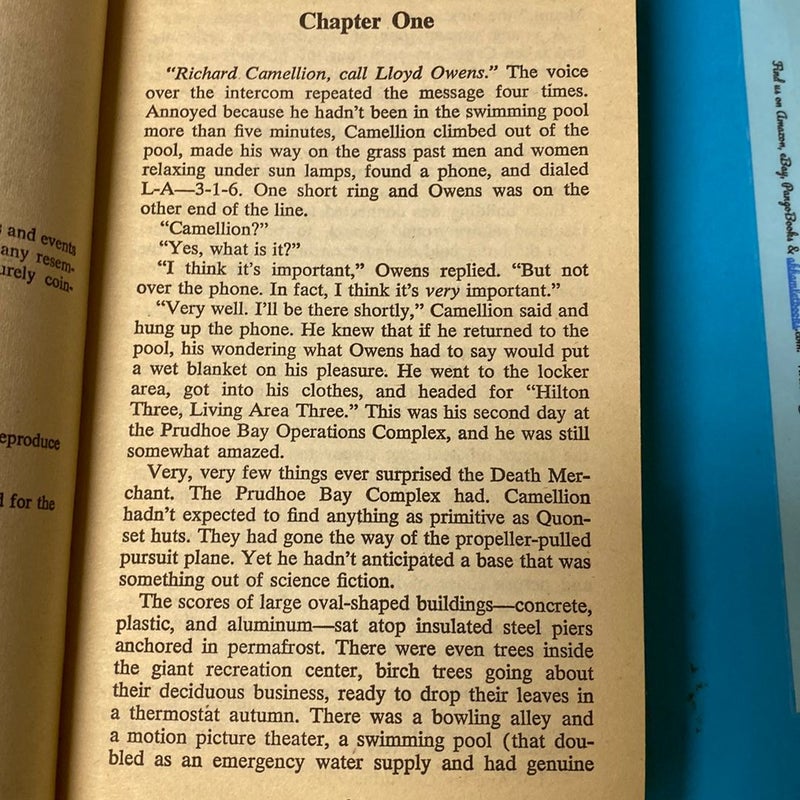 s and events
any resem-
urely coin-
eproduce
d for the
Chapter One
"Richard Camellion, call Lloyd Owens." The voice
over the intercom repeated the message four times.
Annoyed because he hadn't been in the swimming pool
more than five minutes, Camellion climbed out of the
pool, made his way on the grass past men and women
relaxing under sun lamps, found a phone, and dialed
L-A—3-1-6. One short ring and Owens was on the
other end of the line.
"Camellion?"
"Yes, what is it?"
"I think it's important," Owens replied. "But not
over the phone. In fact, I think it's very important."
"Very well. I'll be there shortly," Camellion said and
hung up the phone. He knew that if he returned to the
pool, his wondering what Owens had to say would put
a wet blanket on his pleasure. He went to the locker
area, got into his clothes, and headed for "Hilton
Three, Living Area Three." This was his second day at
the Prudhoe Bay Operations Complex, and he was still
somewhat amazed.
Very, very few things ever surprised the Death Mer-
chant. The Prudhoe Bay Complex had. Camellion
hadn't expected to find anything as primitive as Quon-
set huts. They had gone the way of the propeller-pulled
pursuit plane. Yet he hadn't anticipated a base that was
something out of science fiction.
The scores of large oval-shaped buildings—concrete,
plastic, and aluminum—sat atop insulated steel piers
anchored in permafrost. There were even trees inside
the giant recreation center, birch trees going about
their deciduous business, ready to drop their leaves in
a thermostat autumn. There was a bowling alley and
a motion picture theater, a swimming pool (that dou-
bled as an emergency water supply and had genuine
Find us on Amazon, eBay, PangoBooks &